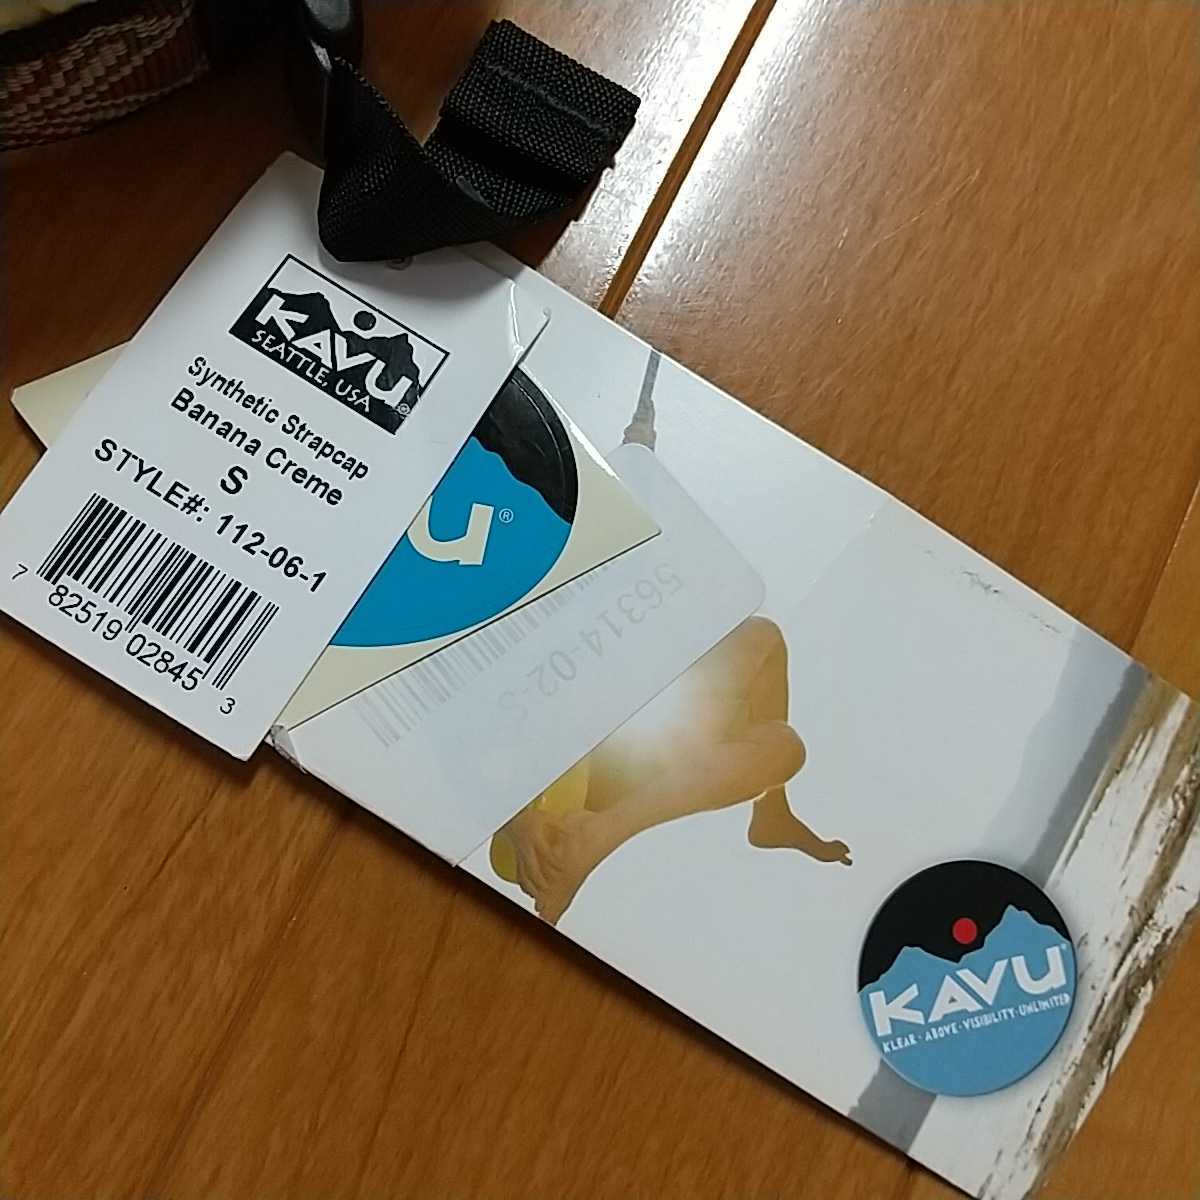 KAVU®
SEATTLE, USA
Synthetic Strapcap
Banana Creme
S
STYLE#: 112-06-1
7 82519 02845 3
u®
56314-02-S
KAVU®
KLEAR · ABOVE · VISIBILITY · UNLIMITED